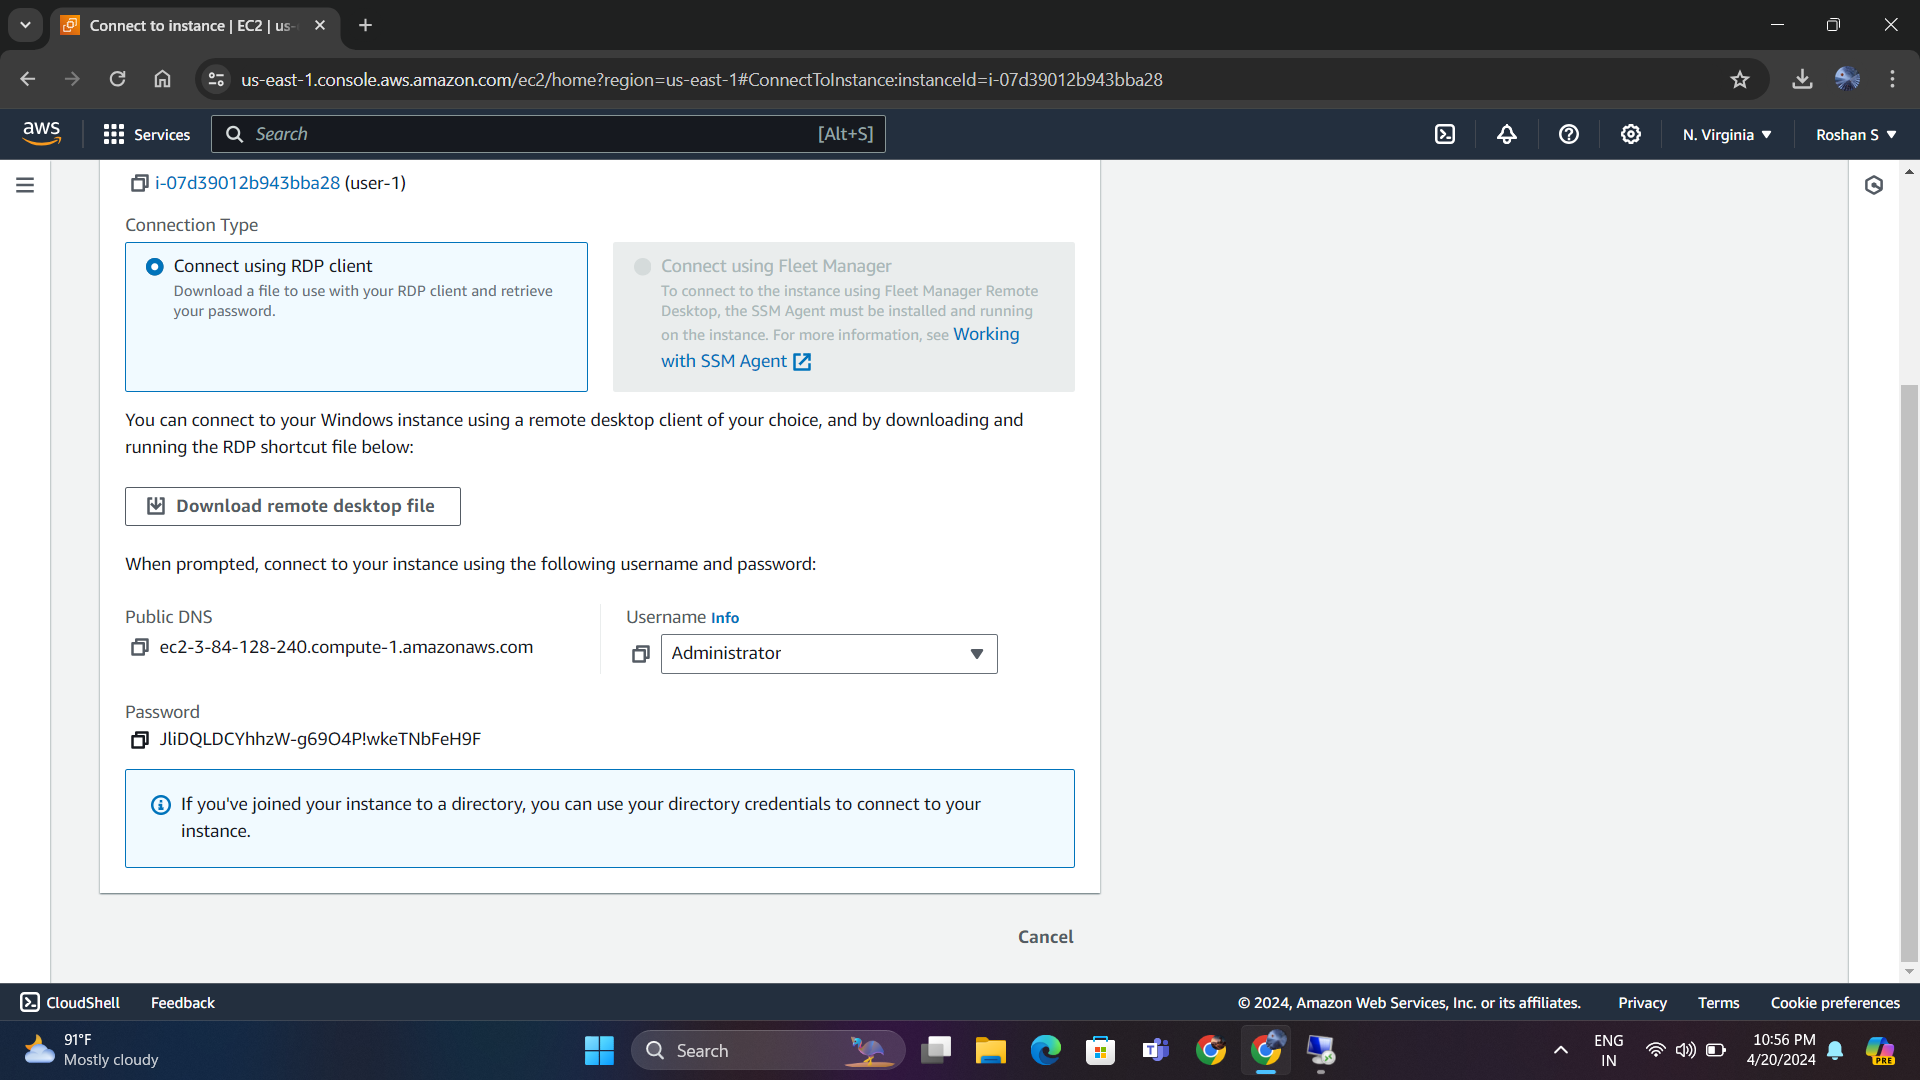 Connect to instance | EC2 | us-
us-east-1.console.aws.amazon.com/ec2/home?region=us-east-1#ConnectToInstance:instanceId=i-07d39012b943bba28
aws
Services
Search
[Alt+S]
N. Virginia
Roshan S
i-07d39012b943bba28 (user-1)
Connection Type
Connect using RDP client
Download a file to use with your RDP client and retrieve
your password.
Connect using Fleet Manager
To connect to the instance using Fleet Manager Remote
Desktop, the SSM Agent must be installed and running
on the instance. For more information, see Working
with SSM Agent
You can connect to your Windows instance using a remote desktop client of your choice, and by downloading and
running the RDP shortcut file below:
Download remote desktop file
When prompted, connect to your instance using the following username and password:
Public DNS
ec2-3-84-128-240.compute-1.amazonaws.com
Username Info
Administrator
Password
JliDQLDCYhhzW-g69O4P!wkeTNbFeH9F
If you've joined your instance to a directory, you can use your directory credentials to connect to your
instance.
Cancel
CloudShell
Feedback
© 2024, Amazon Web Services, Inc. or its affiliates.
Privacy
Terms
Cookie preferences
91°F
Mostly cloudy
Search
ENG
IN
10:56 PM
4/20/2024
PRE